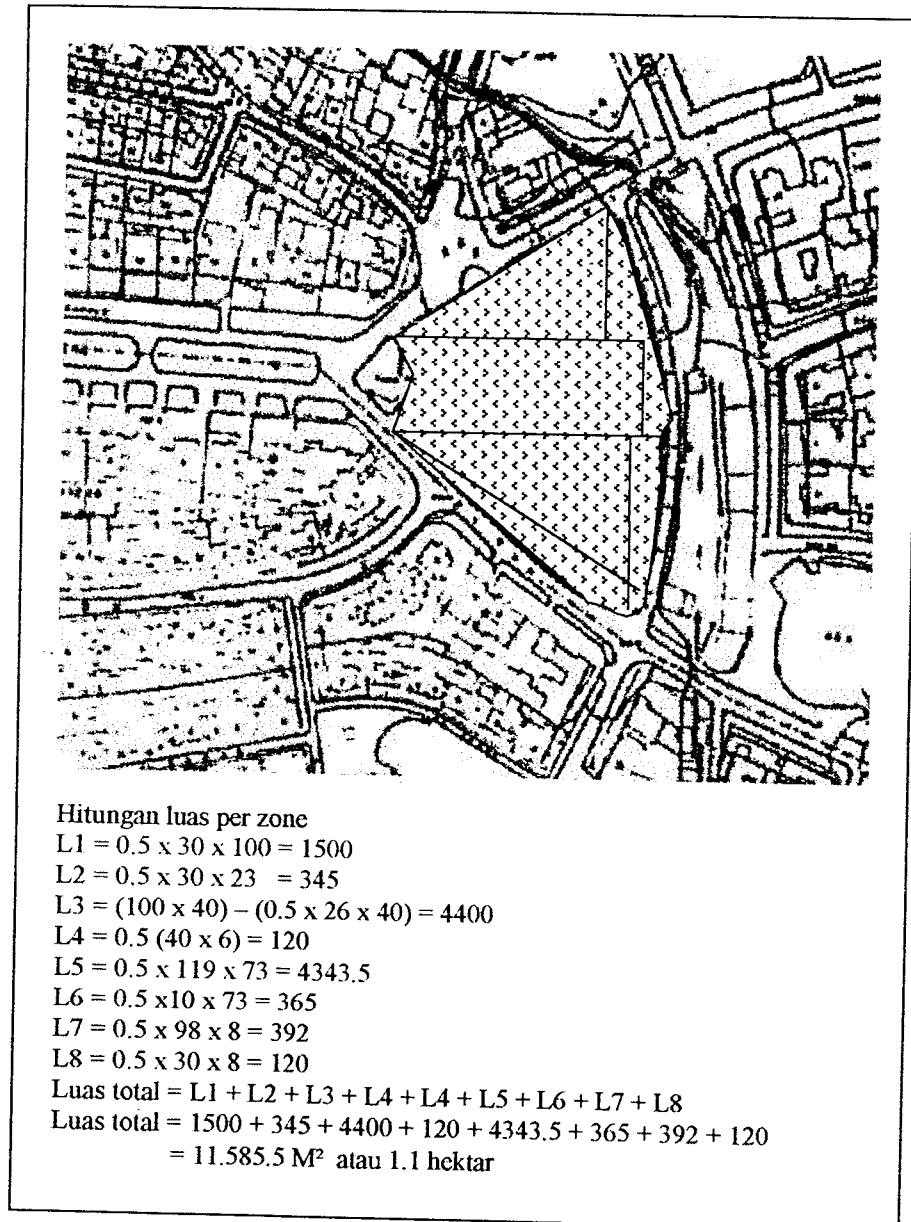 Hitungan luas per zone
L1 = 0.5 x 30 x 100 = 1500
L2 = 0.5 x 30 x 23 = 345
L3 = (100 x 40) – (0.5 x 26 x 40) = 4400
L4 = 0.5 (40 x 6) = 120
L5 = 0.5 x 119 x 73 = 4343.5
L6 = 0.5 x10 x 73 = 365
L7 = 0.5 x 98 x 8 = 392
L8 = 0.5 x 30 x 8 = 120
Luas total = L1 + L2 + L3 + L4 + L4 + L5 + L6 + L7 + L8
Luas total = 1500 + 345 + 4400 + 120 + 4343.5 + 365 + 392 + 120
= 11.585.5 M² atau 1.1 hektar